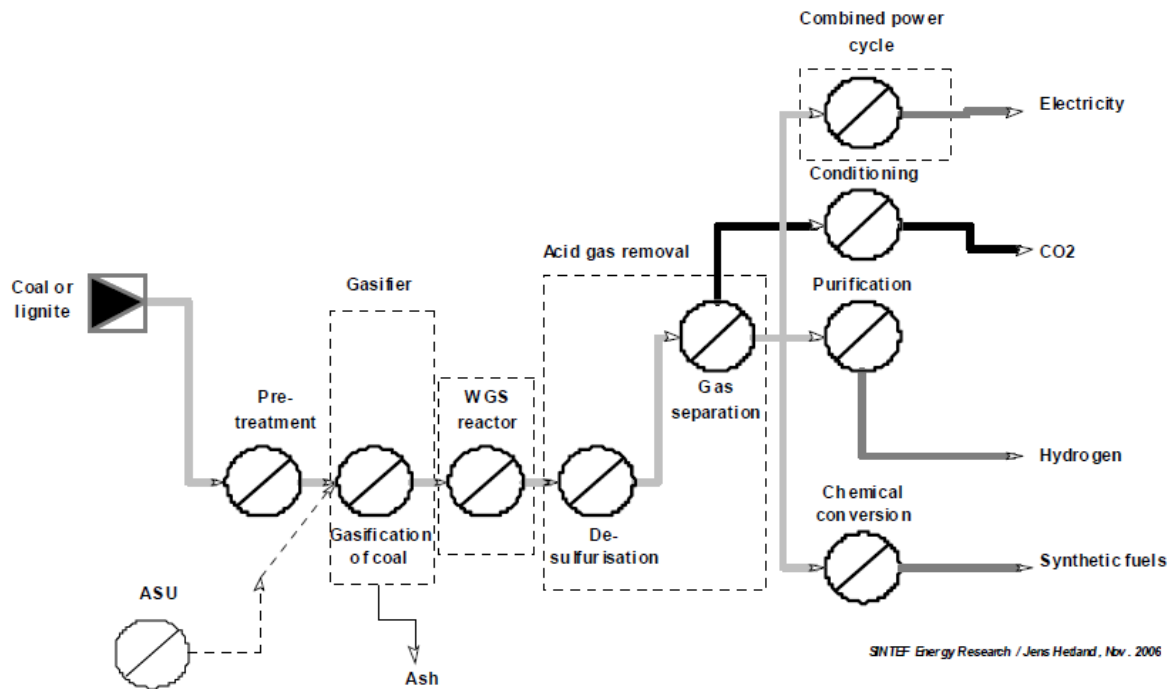 Combined power
cycle
Electricity
Conditioning
Acid gas removal
CO2
Coal or
lignite
Gasifier
Purification
Pre-
treatment
WGS
reactor
Gas
separation
Hydrogen
Gasification
of coal
De-
sulfurisation
Chemical
conversion
Synthetic fuels
ASU
Ash
SINTEF Energy Research / Jens Hetland, Nov. 2006